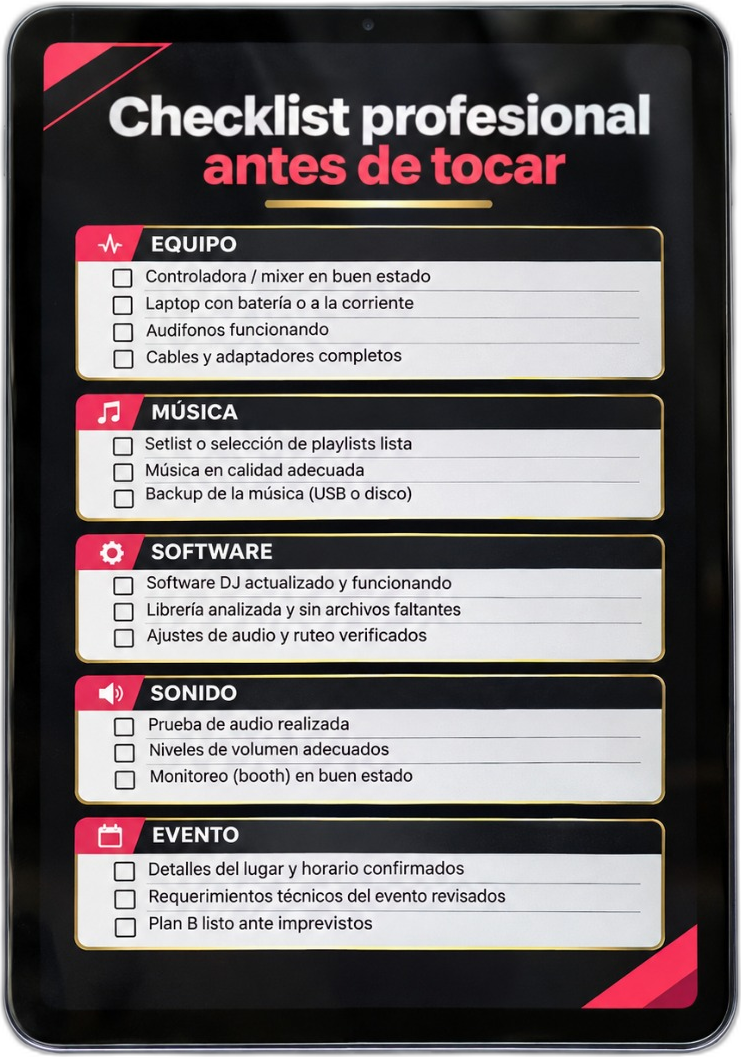 Checklist profesional
antes de tocar
EQUIPO
Controladora / mixer en buen estado
Laptop con batería o a la corriente
Audifonos funcionando
Cables y adaptadores completos
MÚSICA
Setlist o selección de playlists lista
Música en calidad adecuada
Backup de la música (USB o disco)
SOFTWARE
Software DJ actualizado y funcionando
Librería analizada y sin archivos faltantes
Ajustes de audio y ruteo verificados
SONIDO
Prueba de audio realizada
Niveles de volumen adecuados
Monitoreo (booth) en buen estado
EVENTO
Detalles del lugar y horario confirmados
Requerimientos técnicos del evento revisados
Plan B listo ante imprevistos